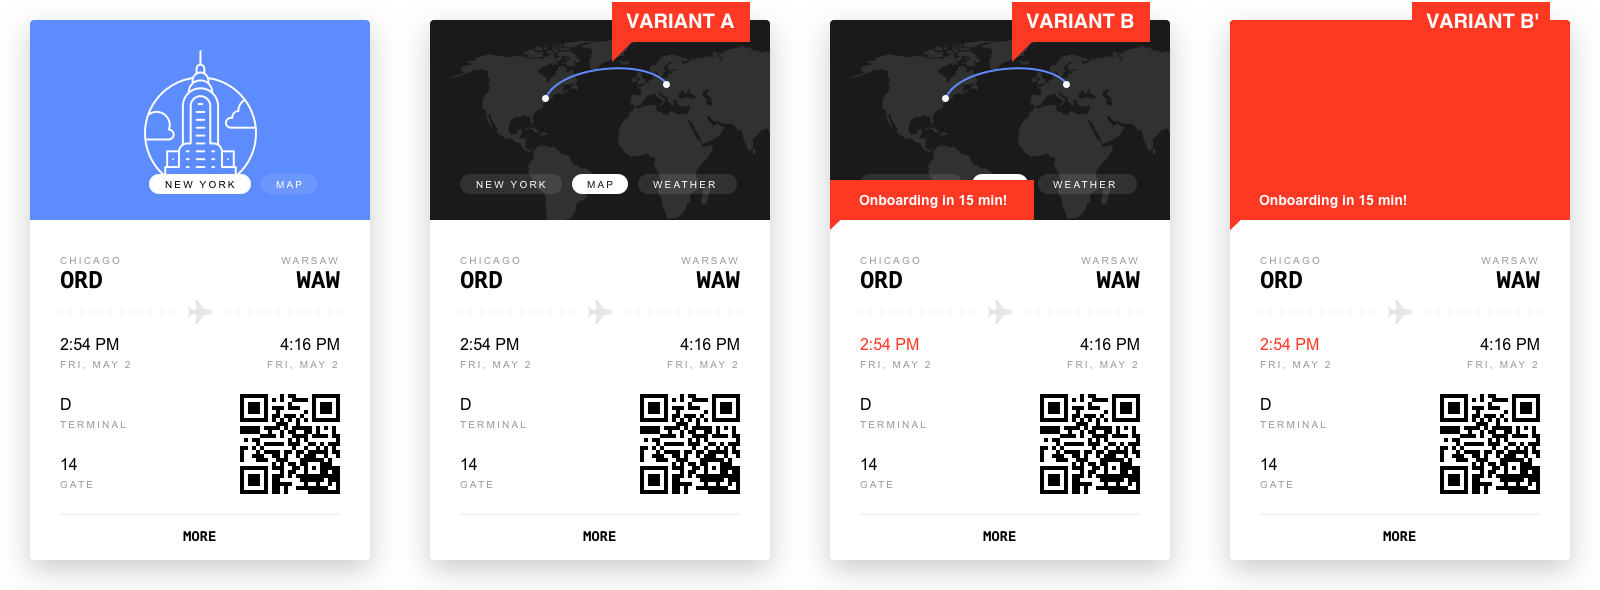 NEW YORK MAP
CHICAGO WARSAW
ORD WAW
2:54 PM 4:16 PM
FRI, MAY 2 FRI, MAY 2
D
TERMINAL
14
GATE
MORE
VARIANT A
NEW YORK MAP WEATHER
CHICAGO WARSAW
ORD WAW
2:54 PM 4:16 PM
FRI, MAY 2 FRI, MAY 2
D
TERMINAL
14
GATE
MORE
VARIANT B
WEATHER
Onboarding in 15 min!
CHICAGO WARSAW
ORD WAW
2:54 PM 4:16 PM
FRI, MAY 2 FRI, MAY 2
D
TERMINAL
14
GATE
MORE
VARIANT B'
Onboarding in 15 min!
CHICAGO WARSAW
ORD WAW
2:54 PM 4:16 PM
FRI, MAY 2 FRI, MAY 2
D
TERMINAL
14
GATE
MORE